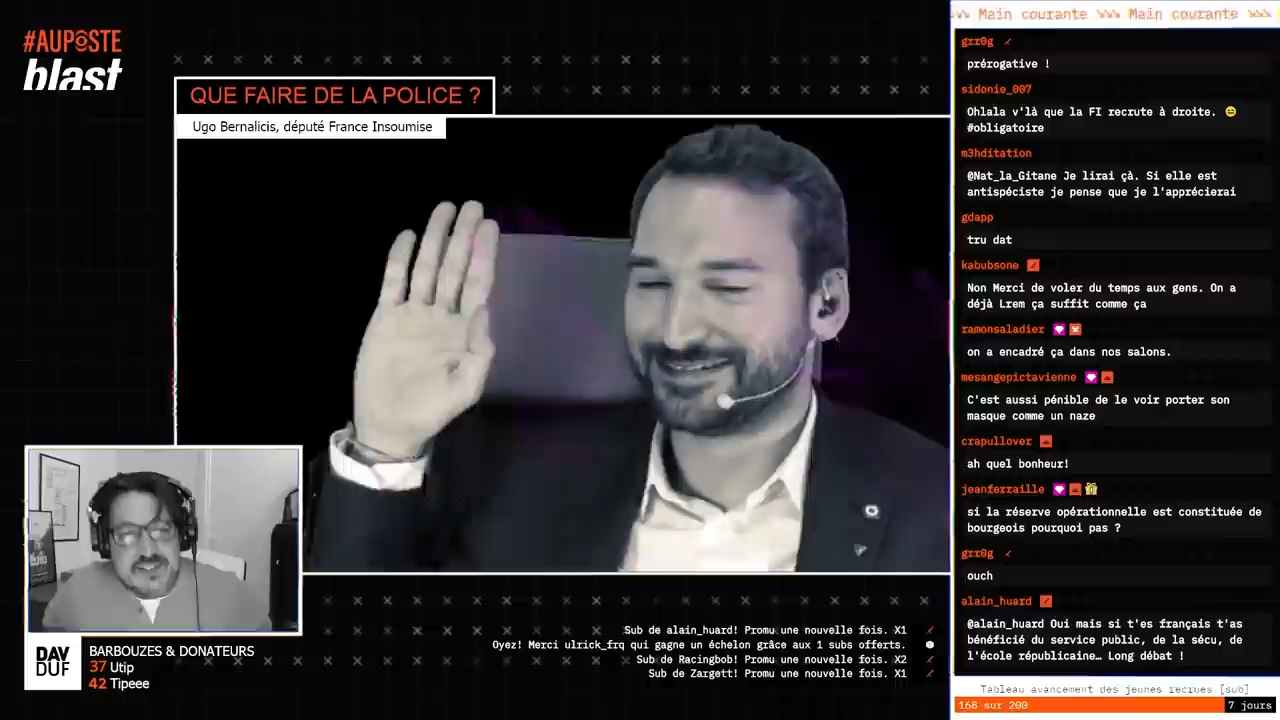 #AUPOSTE
blast
QUE FAIRE DE LA POLICE ?
Ugo Bernalicis, député France Insoumise
DAV
DUF
BARBOUZES & DONATEURS
37 Utip
42 Tipeee
Sub de alain_huard! Promu une nouvelle fois. X1
Oyez! Merci ulrick_frq qui gagne un échelon grâce aux 1 subs offerts.
Sub de Racingbob! Promu une nouvelle fois. X2
Sub de Zargett! Promu une nouvelle fois. X1
Main courante Main courante
grr0g
prérogative !
sidonie_007
Ohlala v'là que la FI recrute à droite. 😐
#obligatoire
m3hditation
@Nat_la_Gitane Je lirai çà. Si elle est
antispéciste je pense que je l'apprécierai
gdapp
tru dat
kabubsone
Non Merci de voler du temps aux gens. On a
déjà Lrem ça suffit comme ça
ramonsaladier
on a encadré ça dans nos salons.
mesangepictavienne
C'est aussi pénible de le voir porter son
masque comme un naze
crapullover
ah quel bonheur!
jeanferraille
si la réserve opérationnelle est constituée de
bourgeois pourquoi pas ?
grr0g
ouch
alain_huard
@alain_huard Oui mais si t'es français t'as
bénéficié du service public, de la sécu, de
l'école républicaine… Long débat !
Tableau avancement des jeunes recrues [sub]
168 sur 200
7 jours